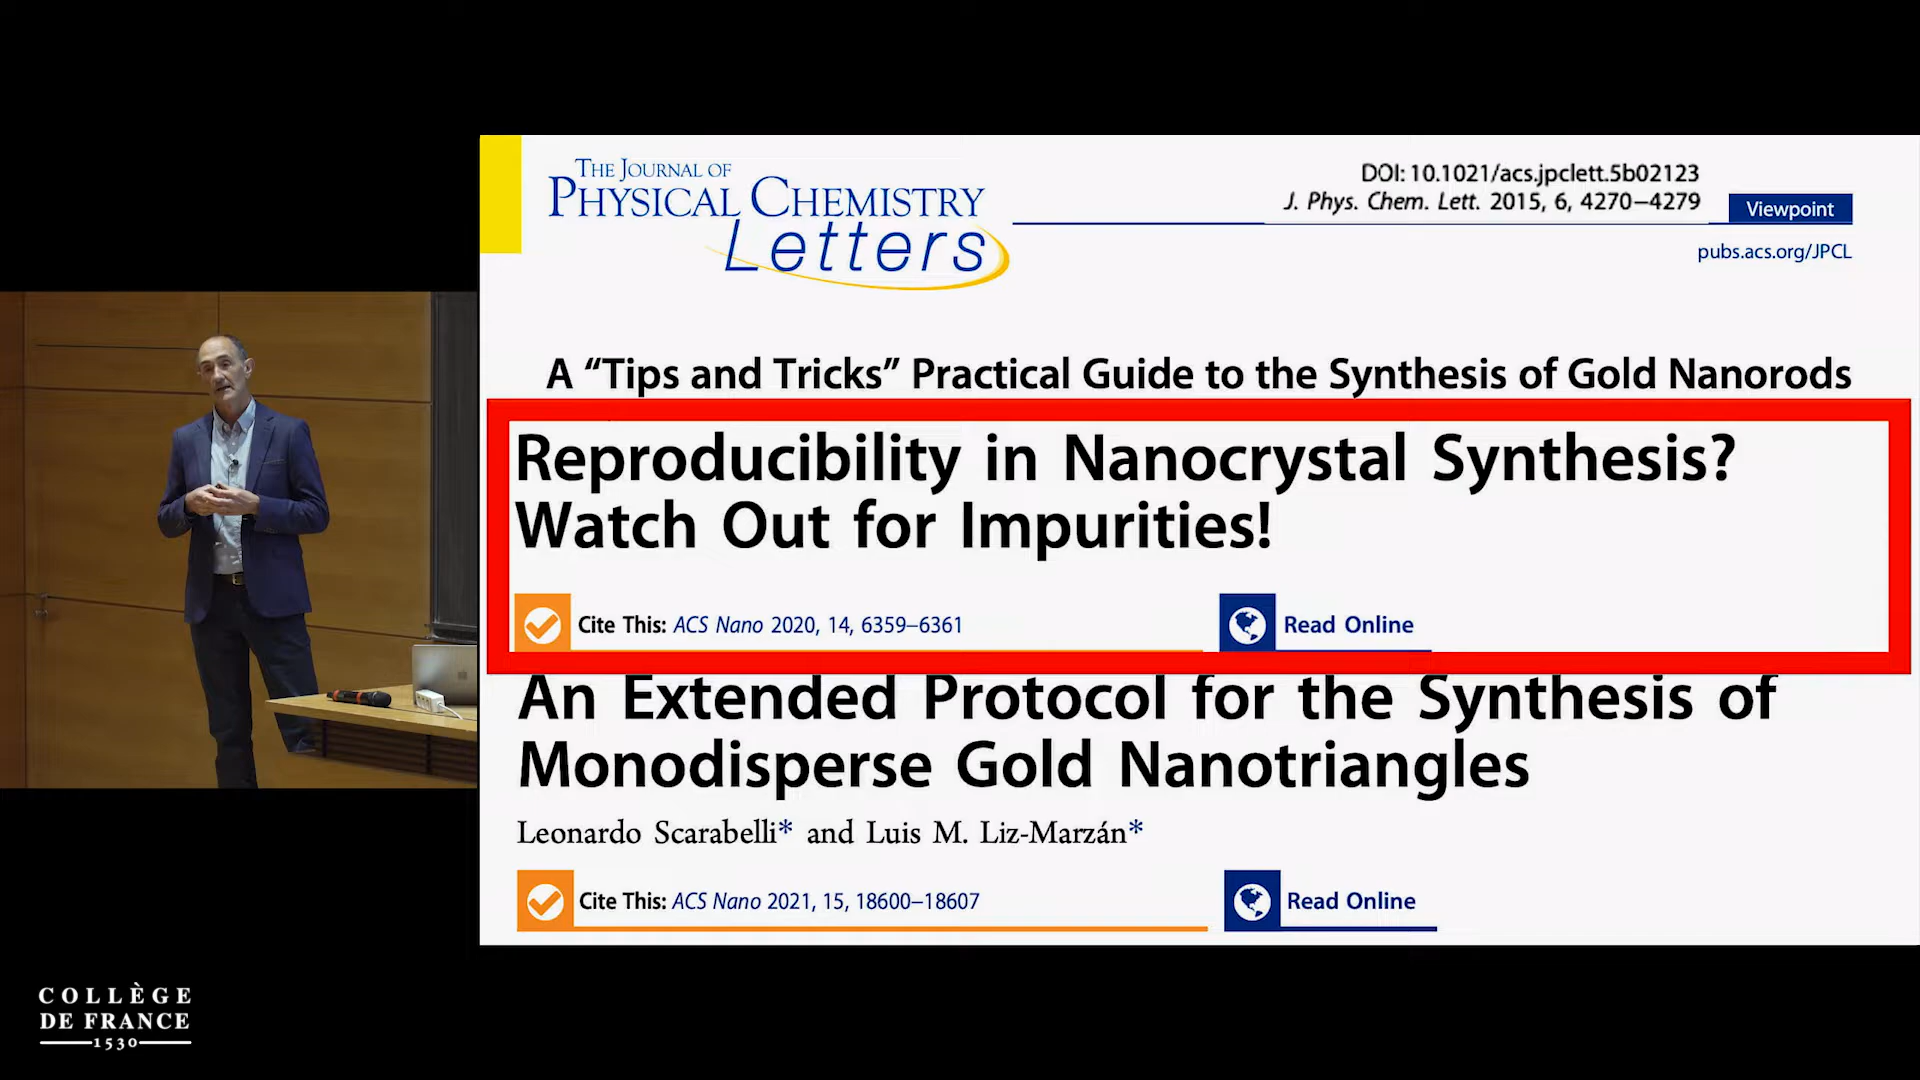 THE JOURNAL OF
PHYSICAL CHEMISTRY
Letters
DOI: 10.1021/acs.jpclett.5b02123
J. Phys. Chem. Lett. 2015, 6, 4270–4279
Viewpoint
pubs.acs.org/JPCL
A “Tips and Tricks” Practical Guide to the Synthesis of Gold Nanorods
Reproducibility in Nanocrystal Synthesis?
Watch Out for Impurities!
Cite This: ACS Nano 2020, 14, 6359–6361
Read Online
An Extended Protocol for the Synthesis of
Monodisperse Gold Nanotriangles
Leonardo Scarabelli* and Luis M. Liz-Marzán*
Cite This: ACS Nano 2021, 15, 18600–18607
Read Online
COLLÈGE
DE FRANCE
1530